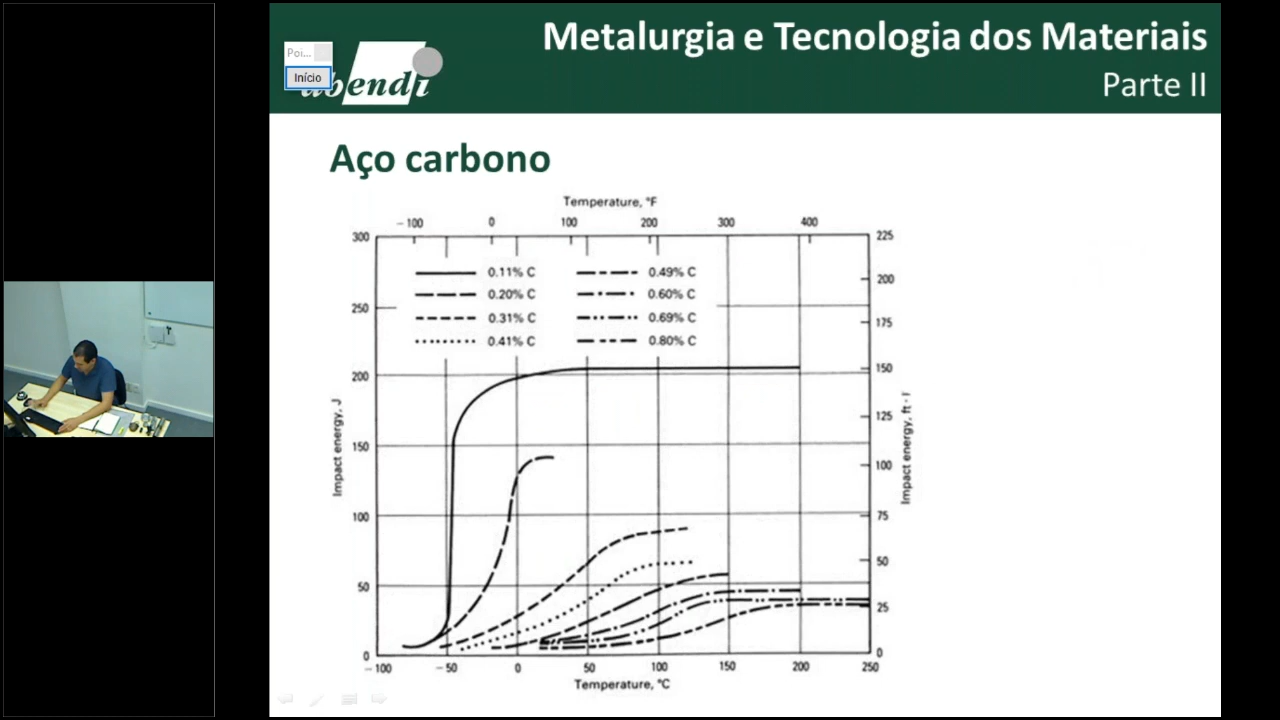 Metalurgia e Tecnologia dos Materiais
Parte II
Poi...
Início
abendi
Aço carbono
Temperature, °F
−100 0 100 200 300 400
300 225
0.11% C 0.49% C
0.20% C 0.60% C
0.31% C 0.69% C
0.41% C 0.80% C
200
250
175
200 150
125
150
100
100 75
50
50
25
0 0
−100 −50 0 50 100 150 200 250
Temperature, °C
Impact energy, J
Impact energy, ft ·